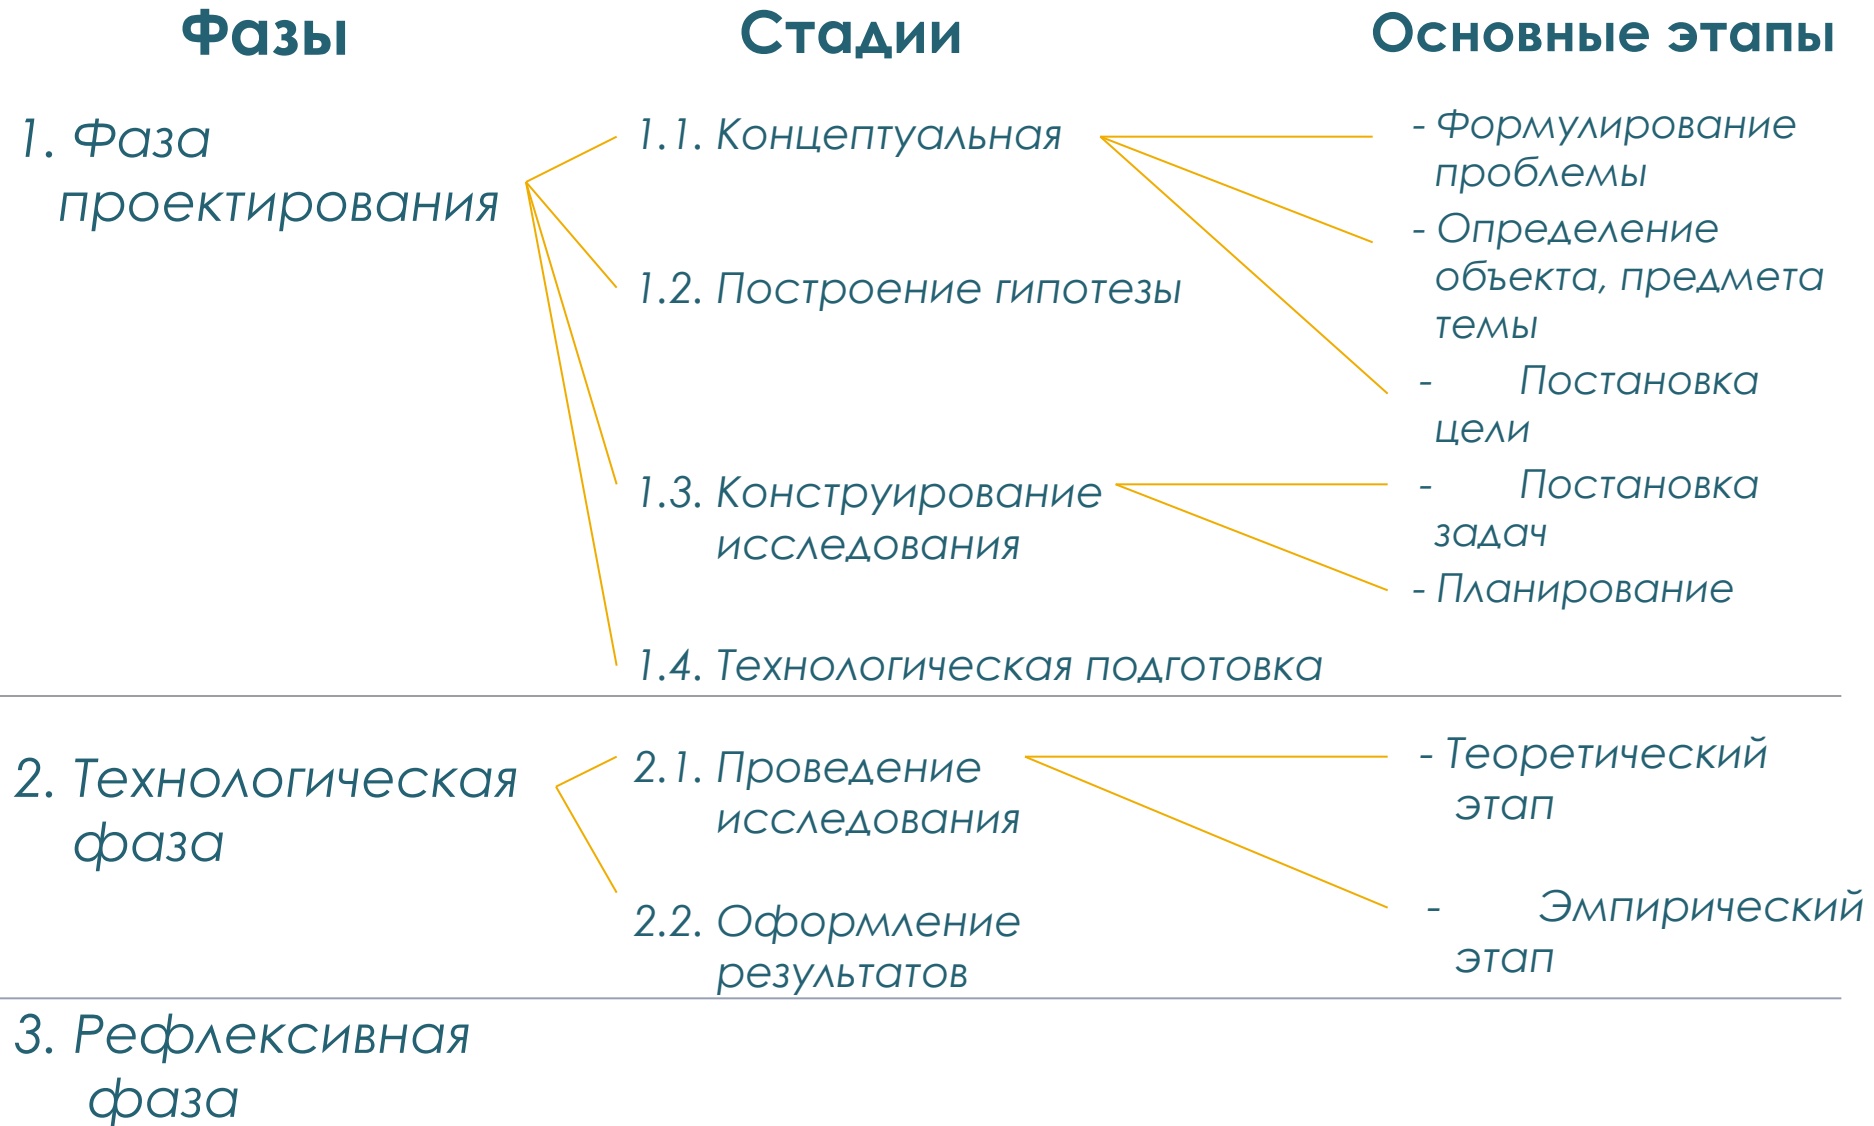 Фазы
Стадии
Основные этапы
1. Фаза
проектирования
1.1. Концептуальная
- Формулирование
проблемы
- Определение
объекта, предмета
темы
- Постановка
цели
1.2. Построение гипотезы
1.3. Конструирование
исследования
- Постановка
задач
- Планирование
1.4. Технологическая подготовка
2. Технологическая
фаза
2.1. Проведение
исследования
- Теоретический
этап
- Эмпирический
этап
2.2. Оформление
результатов
3. Рефлексивная
фаза